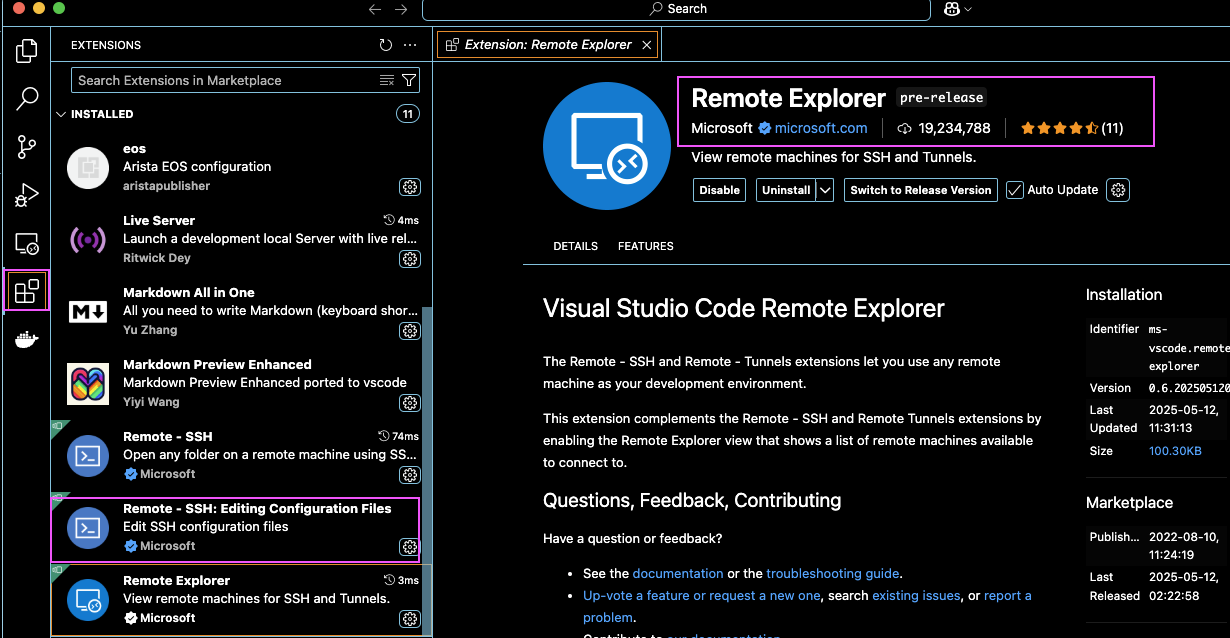 Search
EXTENSIONS
Search Extensions in Marketplace
INSTALLED
11
eos
Arista EOS configuration
aristapublisher
Live Server
4ms
Launch a development local Server with live rel...
Ritwick Dey
M
Markdown All in One
All you need to write Markdown (keyboard shor...
Yu Zhang
Markdown Preview Enhanced
Markdown Preview Enhanced ported to vscode
Yiyi Wang
Remote - SSH
74ms
Open any folder on a remote machine using SS...
Microsoft
Remote - SSH: Editing Configuration Files
Edit SSH configuration files
Microsoft
Remote Explorer
3ms
View remote machines for SSH and Tunnels.
Microsoft
Extension: Remote Explorer
Remote Explorer pre-release
Microsoft microsoft.com 19,234,788 (11)
View remote machines for SSH and Tunnels.
Disable Uninstall Switch to Release Version Auto Update
DETAILS FEATURES
Visual Studio Code Remote Explorer
The Remote - SSH and Remote - Tunnels extensions let you use any remote
machine as your development environment.
This extension complements the Remote - SSH and Remote Tunnels extensions by
enabling the Remote Explorer view that shows a list of remote machines available
to connect to.
Questions, Feedback, Contributing
Have a question or feedback?
• See the documentation or the troubleshooting guide.
• Up-vote a feature or request a new one, search existing issues, or report a
problem.
• Contribute to our documentation
Installation
Identifier ms-
vscode.remote
explorer
Version 0.6.202505120
Last 2025-05-12,
Updated 11:31:13
Size 100.30KB
Marketplace
Publish... 2022-08-10,
11:24:19
Last 2025-05-12,
Released 02:22:58